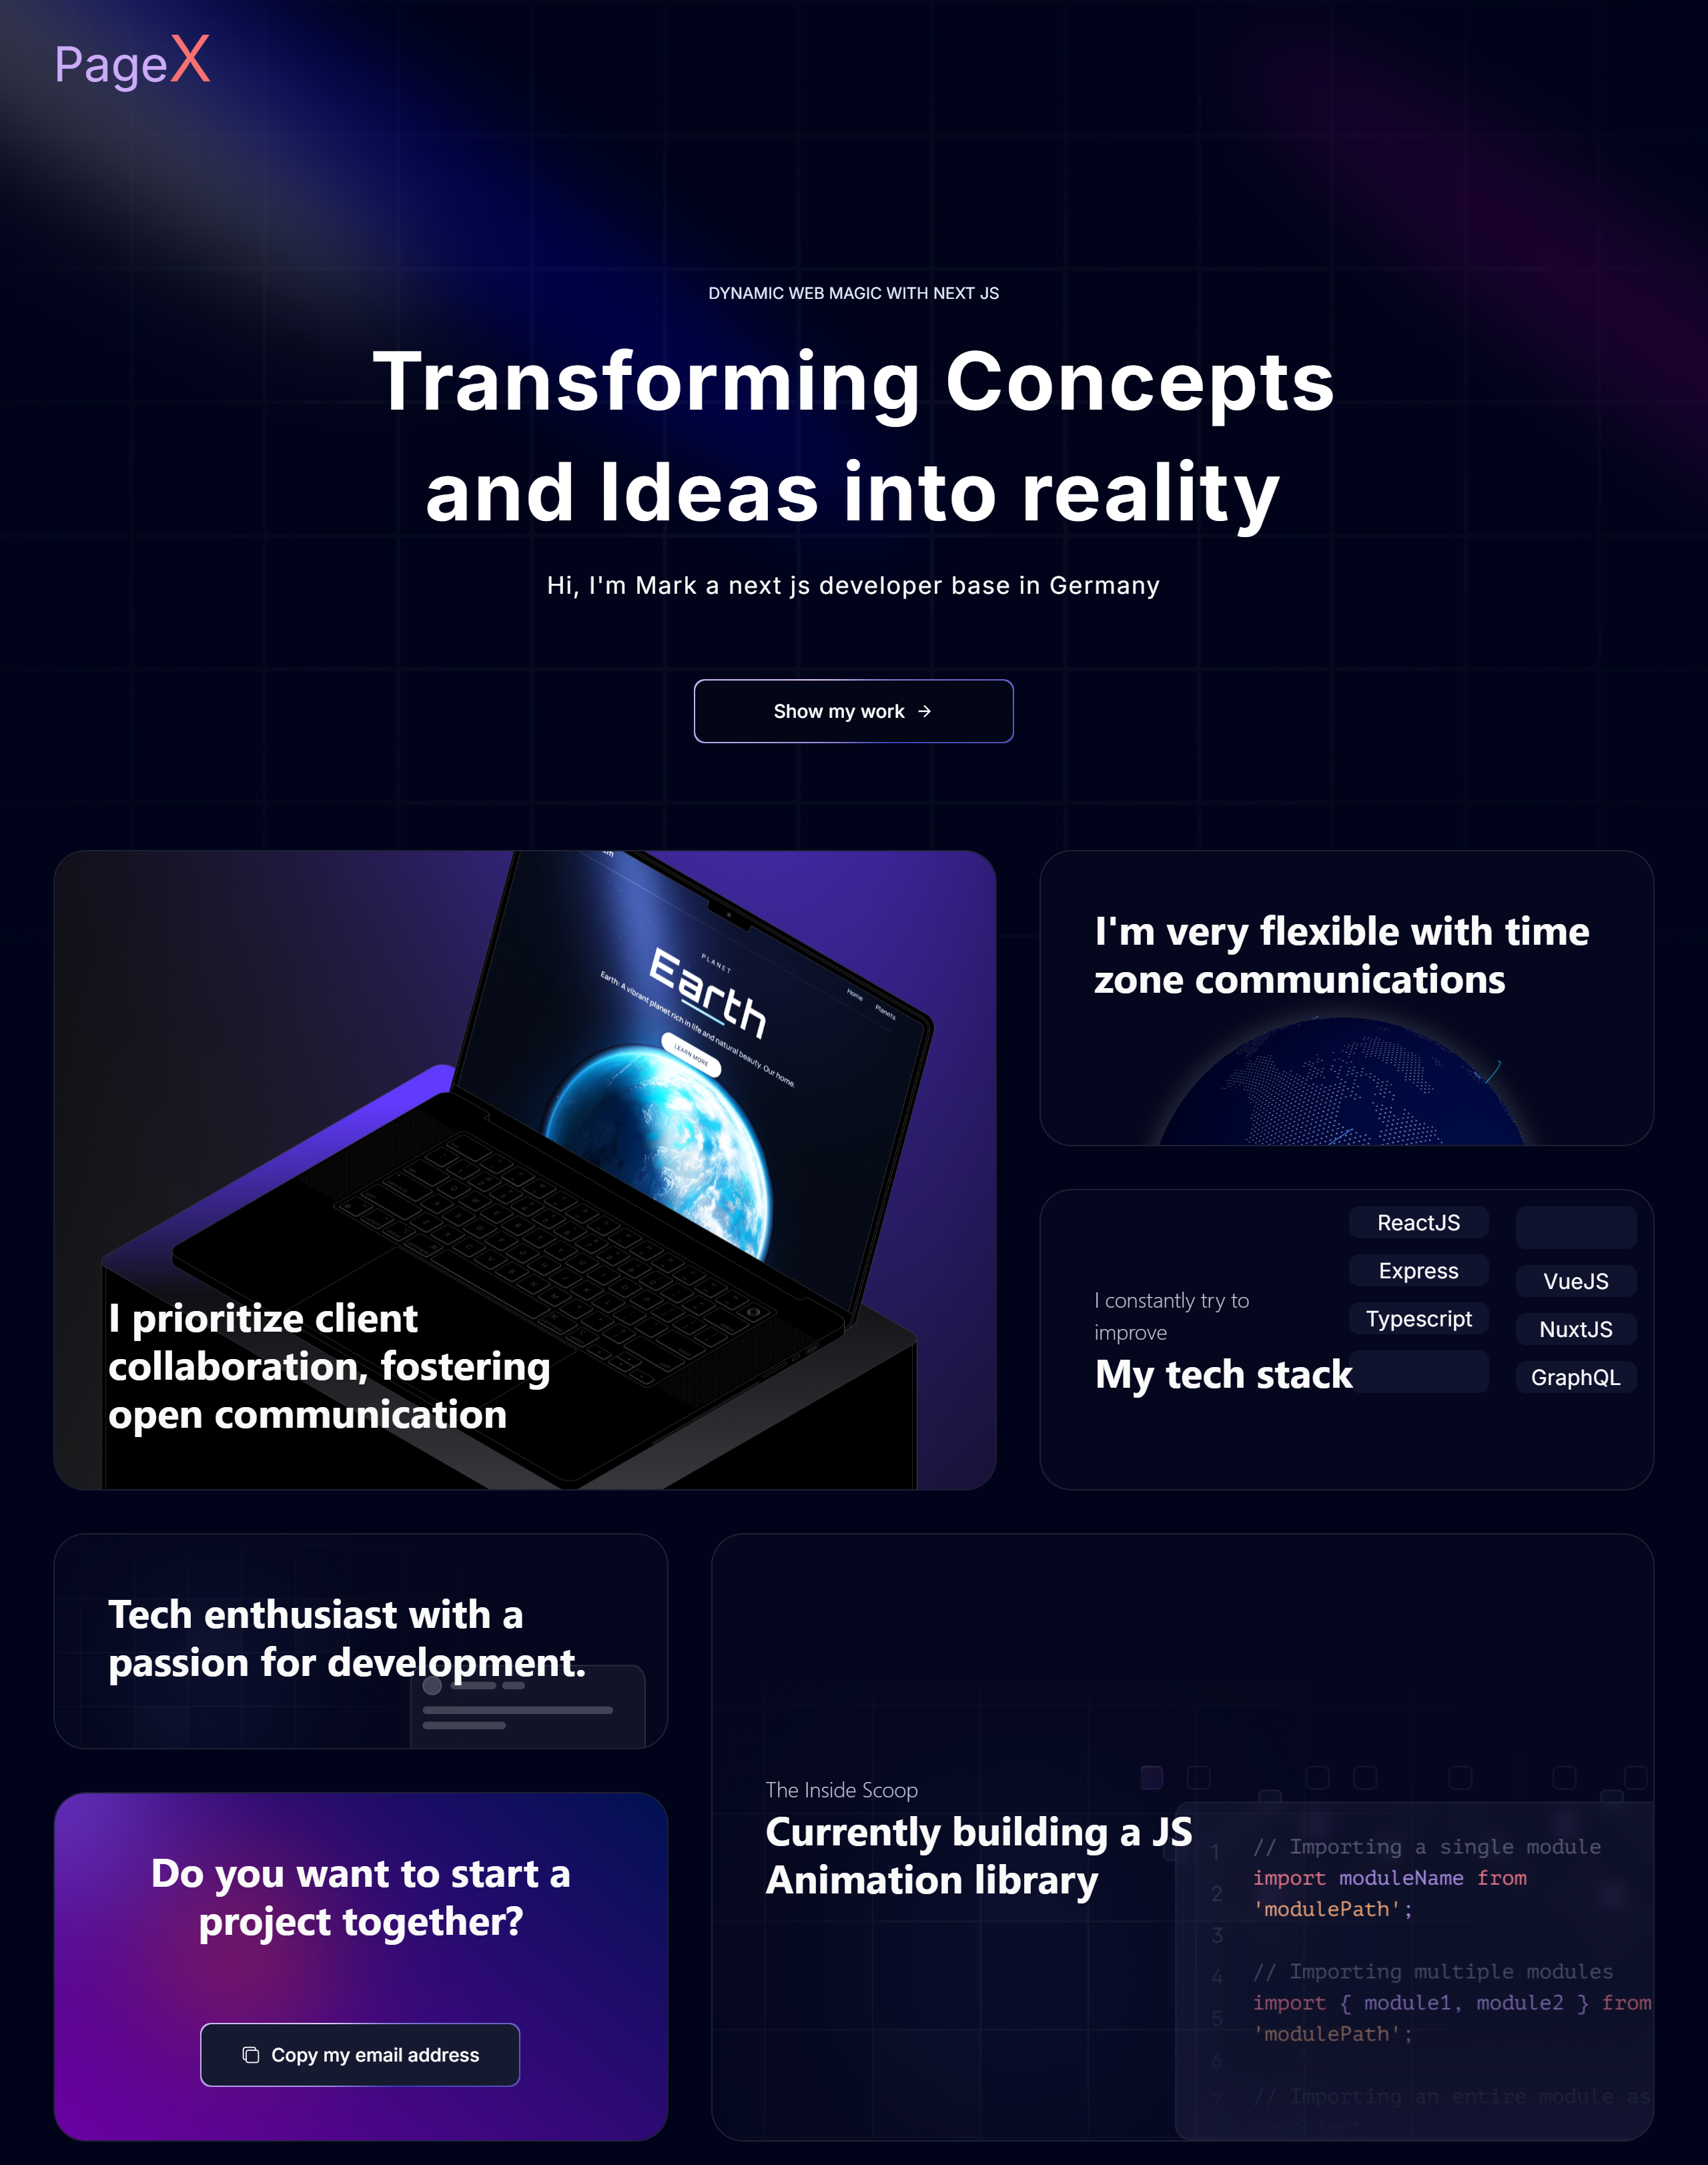 PageX
DYNAMIC WEB MAGIC WITH NEXT JS
Transforming Concepts
and Ideas into reality
Hi, I'm Mark a next js developer base in Germany
Show my work
Home
Planets
PLANET
Earth
Earth: A vibrant planet rich in life and natural beauty. Our home.
LEARN MORE
I prioritize client
collaboration, fostering
open communication
I'm very flexible with time
zone communications
I constantly try to
improve
My tech stack
ReactJS
Express
Typescript
VueJS
NuxtJS
GraphQL
Tech enthusiast with a
passion for development.
Do you want to start a
project together?
Copy my email address
The Inside Scoop
Currently building a JS
Animation library
1
2
3
4
5
6
7
// Importing a single module
import moduleName from
'modulePath';
// Importing multiple modules
import { module1, module2 } from
'modulePath';
// Importing an entire module as
an object